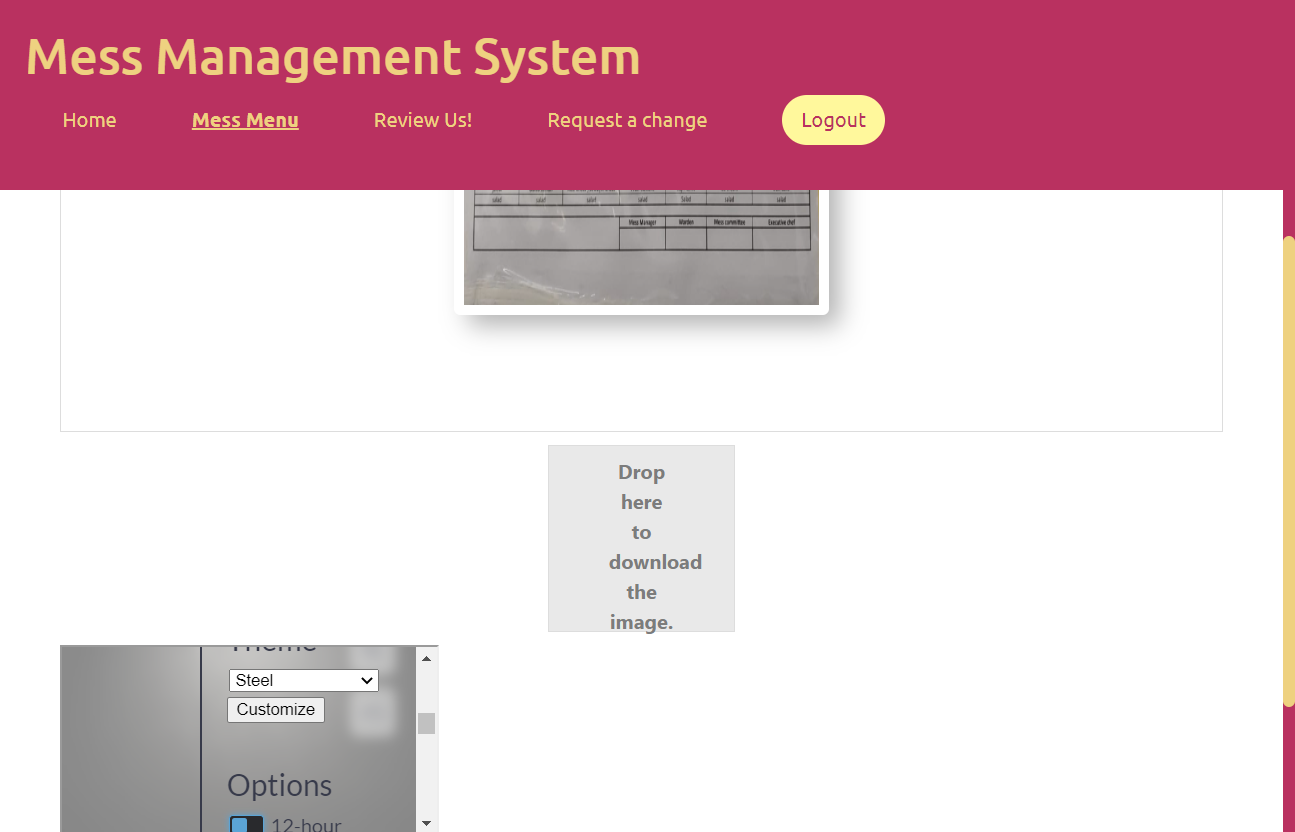 Mess Management System
Home Mess Menu Review Us! Request a change Logout
salad salad salad salad Salad salad salad
Mess Manager Warden Mess committee Executive chef
Drop
here
to
download
the
image.
Theme
Steel
Customize
Options
12-hour